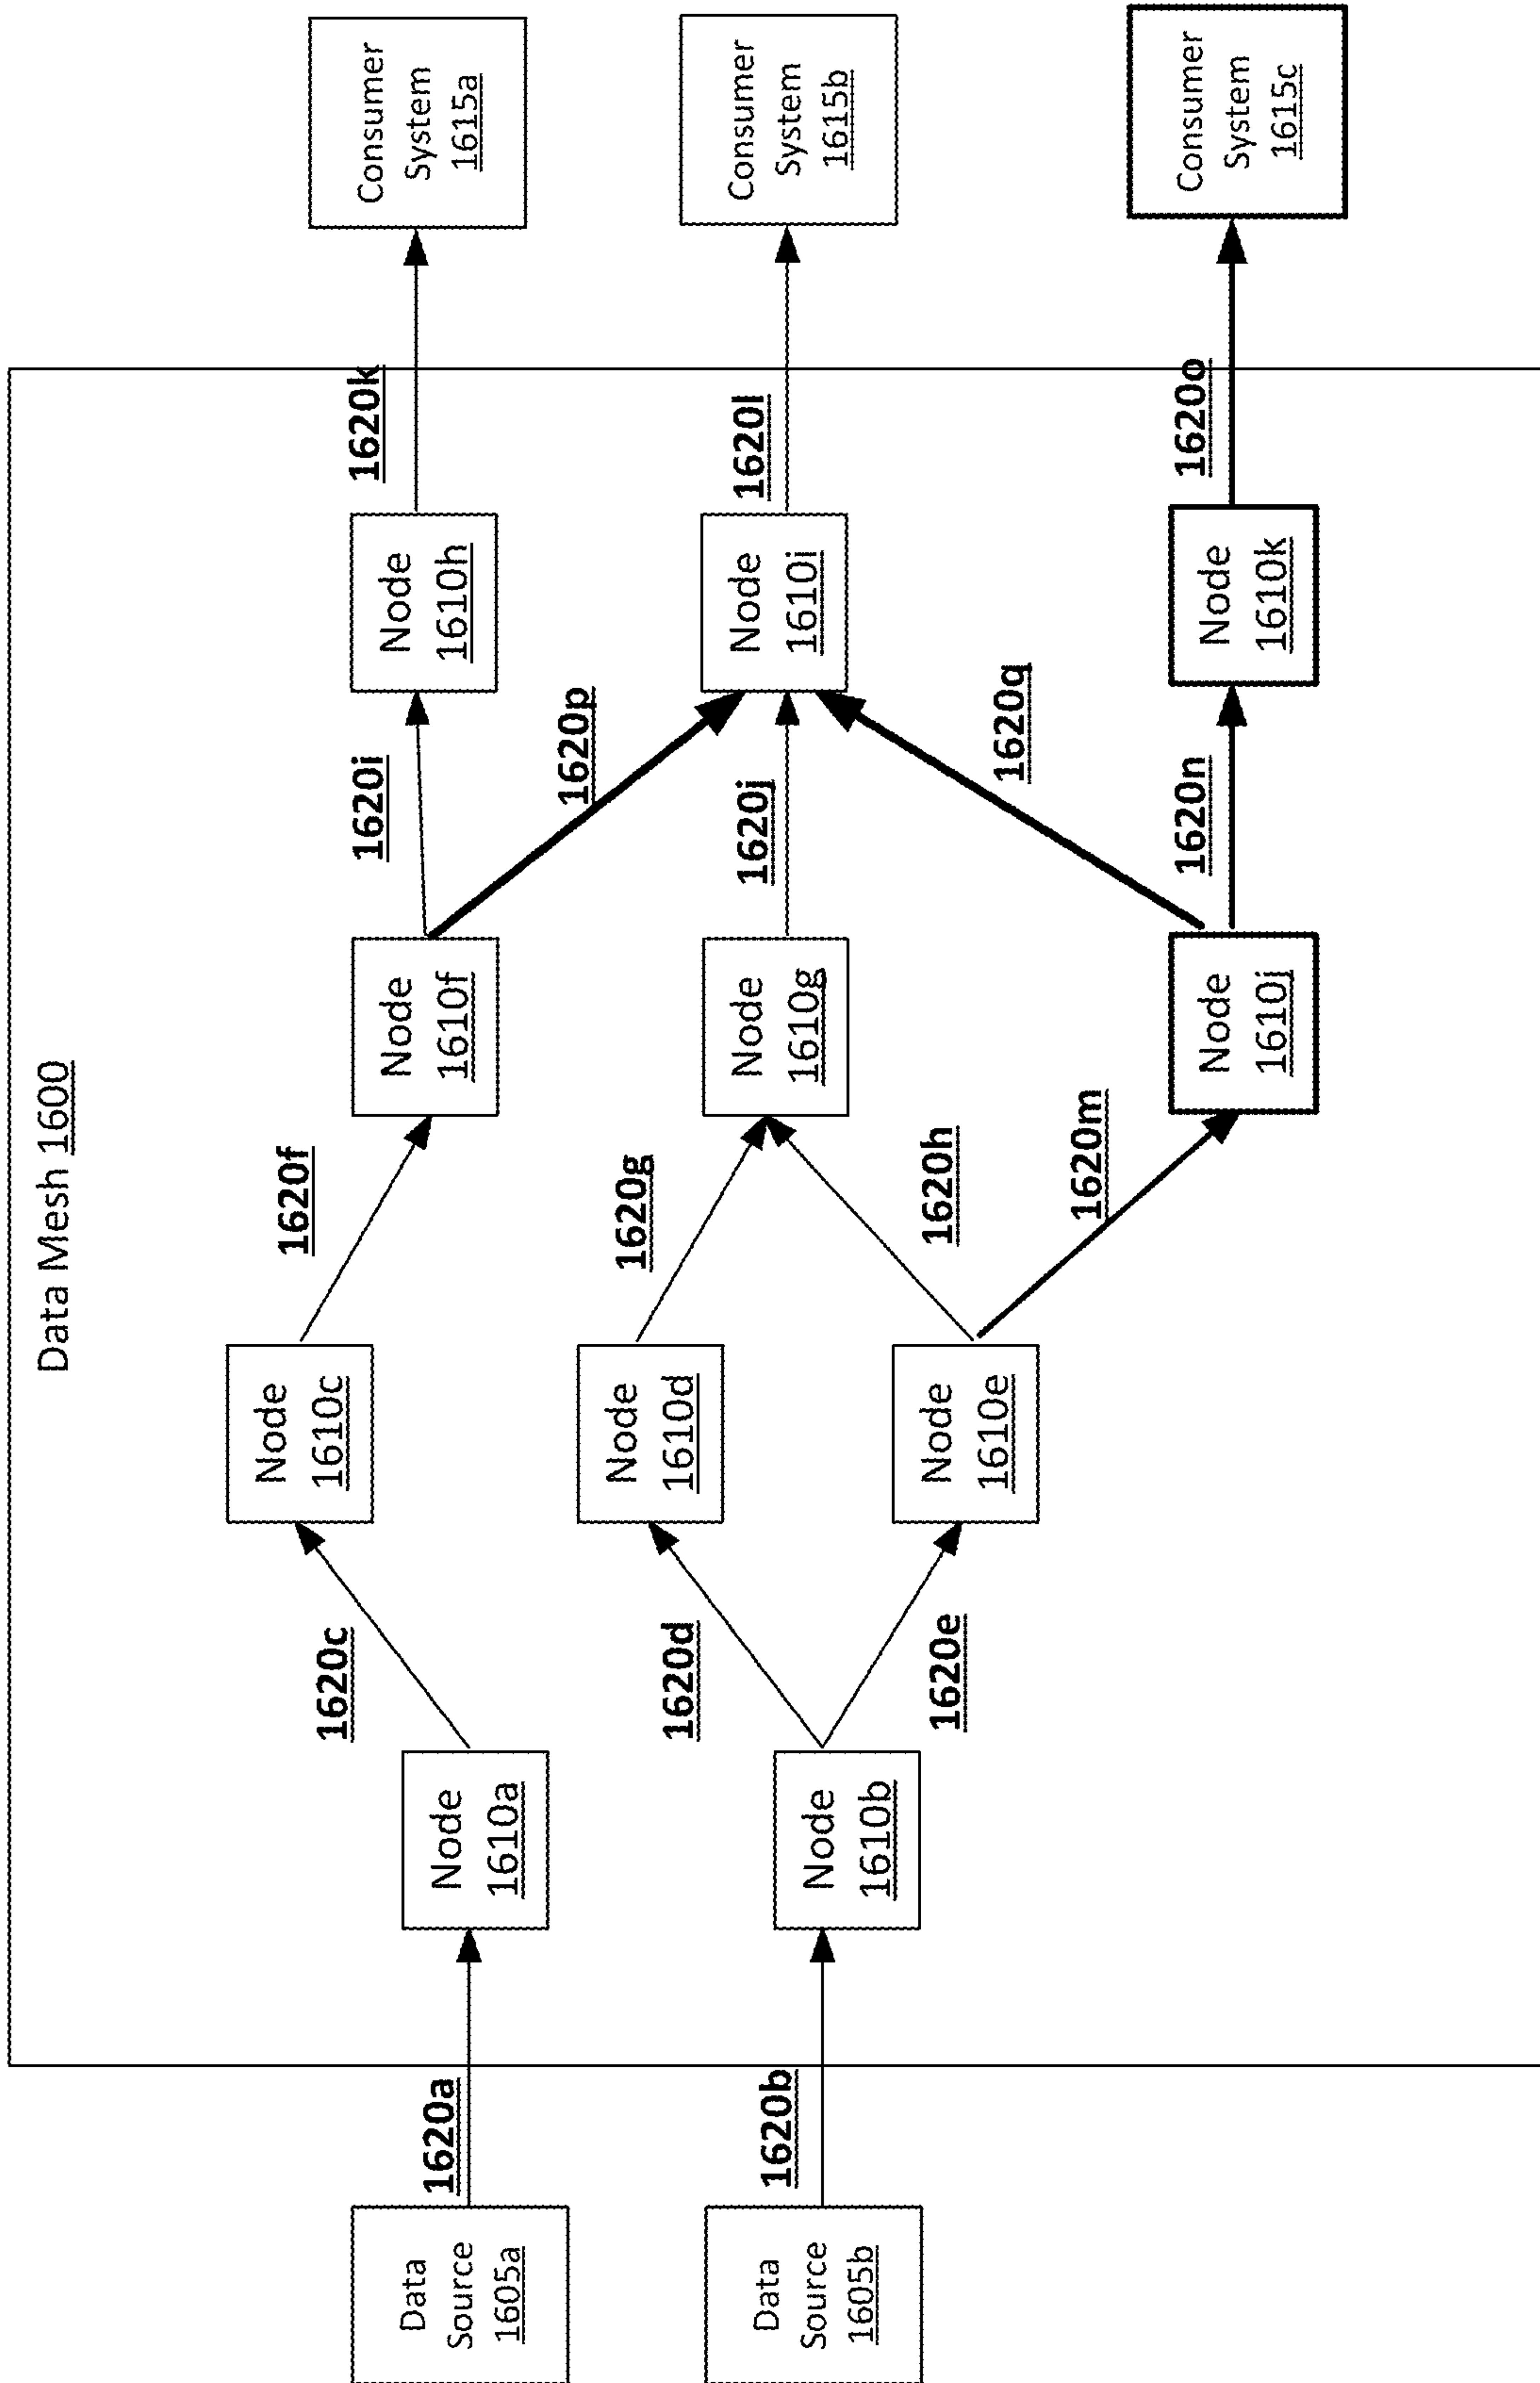 Data Mesh 1600
Data
Source
1605a
1620a
Node
1610a
1620c
Node
1610c
1620f
Node
1610f
1620i
Node
1610h
1620k
Consumer
System
1615a
1620p
Data
Source
1605b
1620b
Node
1610b
1620d
1620e
Node
1610d
1620g
Node
1610g
1620j
Node
1610i
1620l
Consumer
System
1615b
Node
1610e
1620h
1620m
1620q
Node
1610j
1620n
Node
1610k
1620o
Consumer
System
1615c